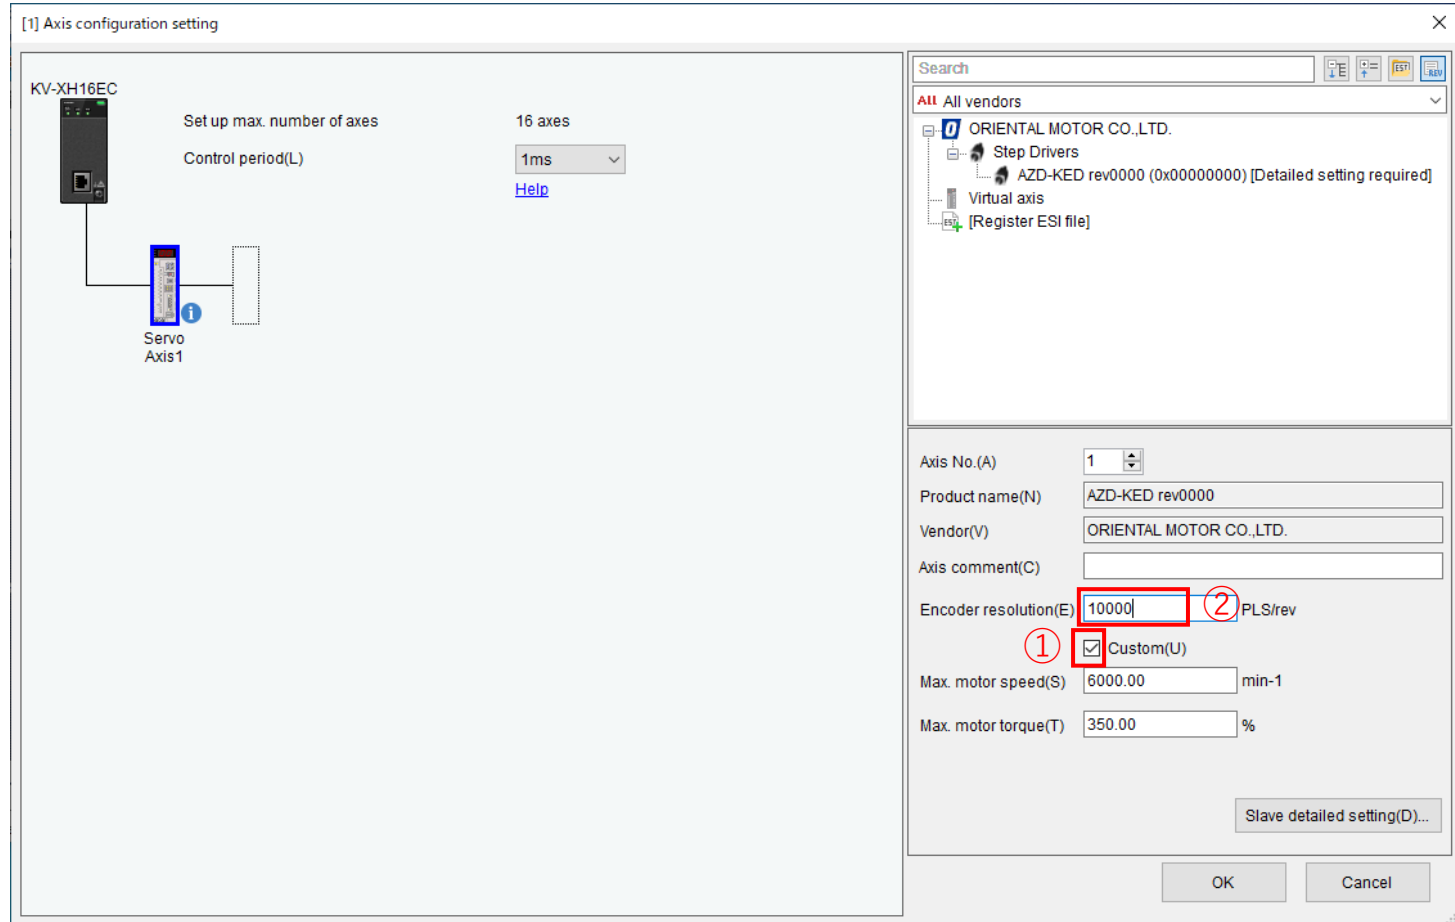 [1] Axis configuration setting
KV-XH16EC
Set up max. number of axes 16 axes
Control period(L) 1ms
Help
Servo
Axis1
Search
All All vendors
ORIENTAL MOTOR CO.,LTD.
Step Drivers
AZD-KED rev0000 (0x00000000) [Detailed setting required]
Virtual axis
[Register ESI file]
Axis No.(A) 1
Product name(N) AZD-KED rev0000
Vendor(V) ORIENTAL MOTOR CO.,LTD.
Axis comment(C)
Encoder resolution(E) 10000 ② PLS/rev
① Custom(U)
Max. motor speed(S) 6000.00 min-1
Max. motor torque(T) 350.00 %
Slave detailed setting(D)...
OK Cancel